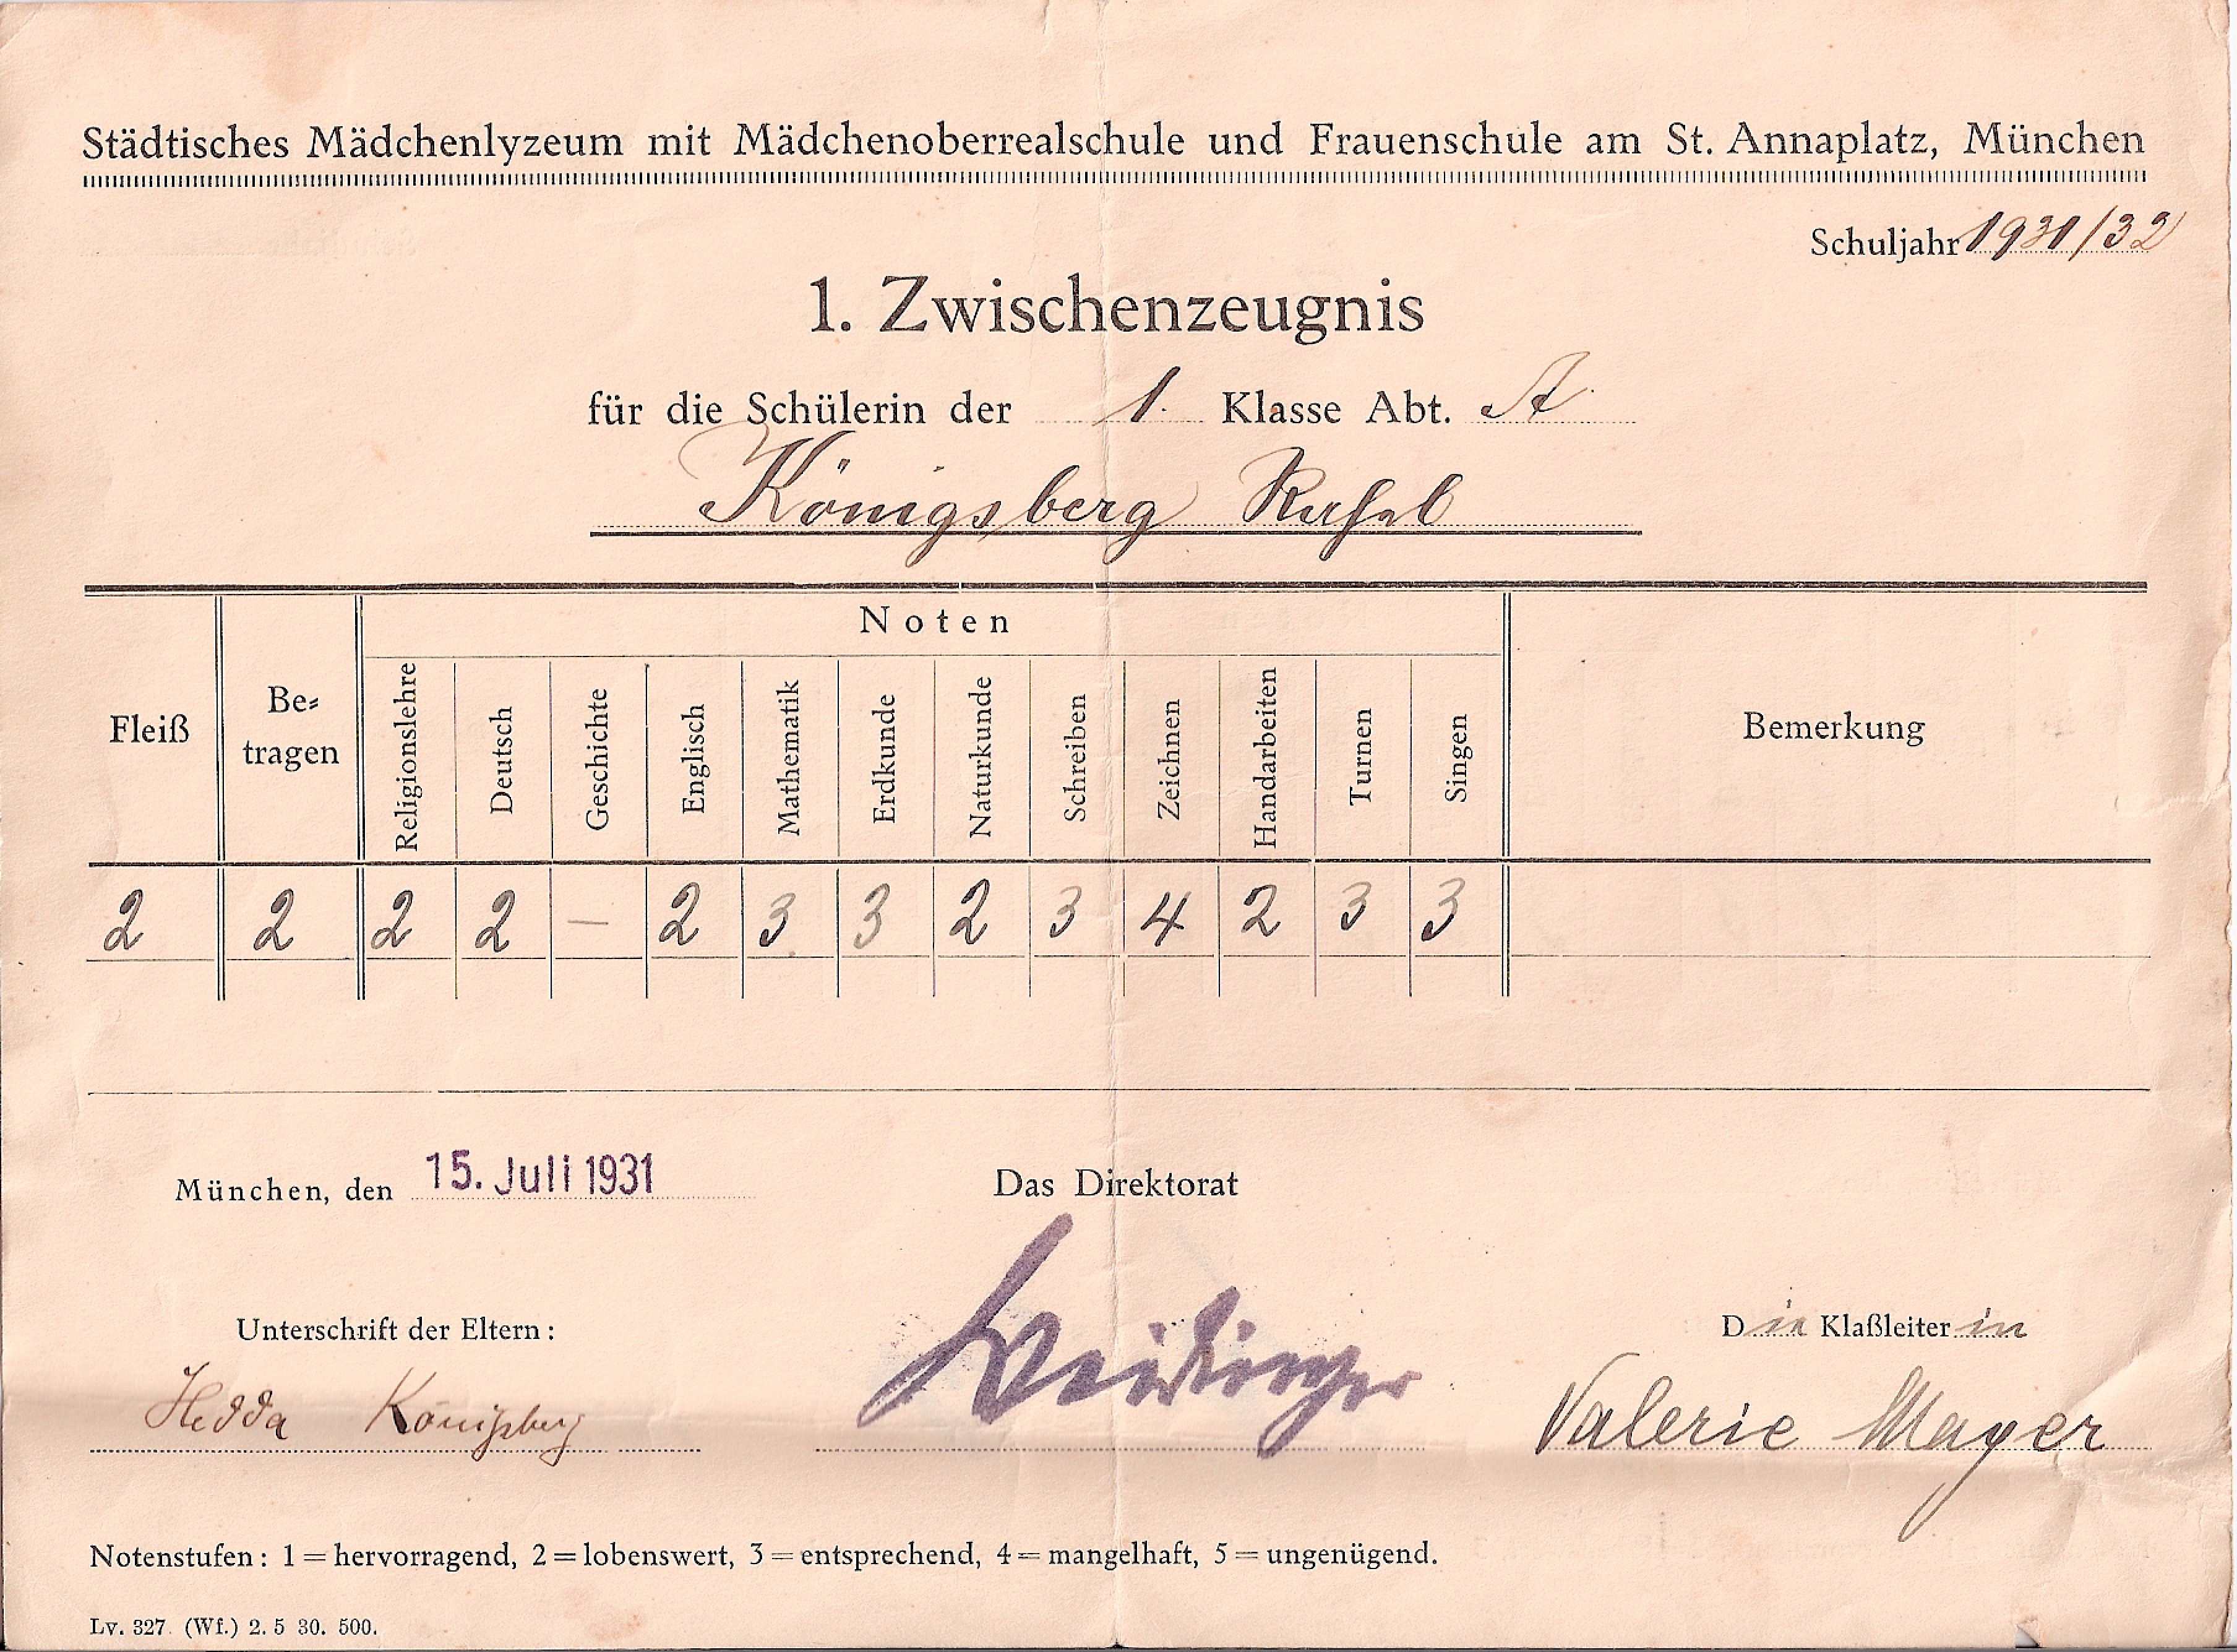 Städtisches Mädchenlyzeum mit Mädchenoberrealschule und Frauenschule am St. Annaplatz, München
Schuljahr 1931/32
1. Zwischenzeugnis
für die Schülerin der 1. Klasse Abt. A
Königsberg Rahel
Noten
Fleiß Be⸗tragen Religionslehre Deutsch Geschichte Englisch Mathematik Erdkunde Naturkunde Schreiben Zeichnen Handarbeiten Turnen Singen Bemerkung
2 2 2 2 — 2 3 3 2 3 4 2 3 3
München, den 15. Juli 1931
Das Direktorat
Unterschrift der Eltern:
Die Klaßleiterin
Hedda Königsberg
Valerie Mayer
Notenstufen: 1 = hervorragend, 2 = lobenswert, 3 = entsprechend, 4 = mangelhaft, 5 = ungenügend.
Lv. 327. (Wf.) 2. 5 30. 500.